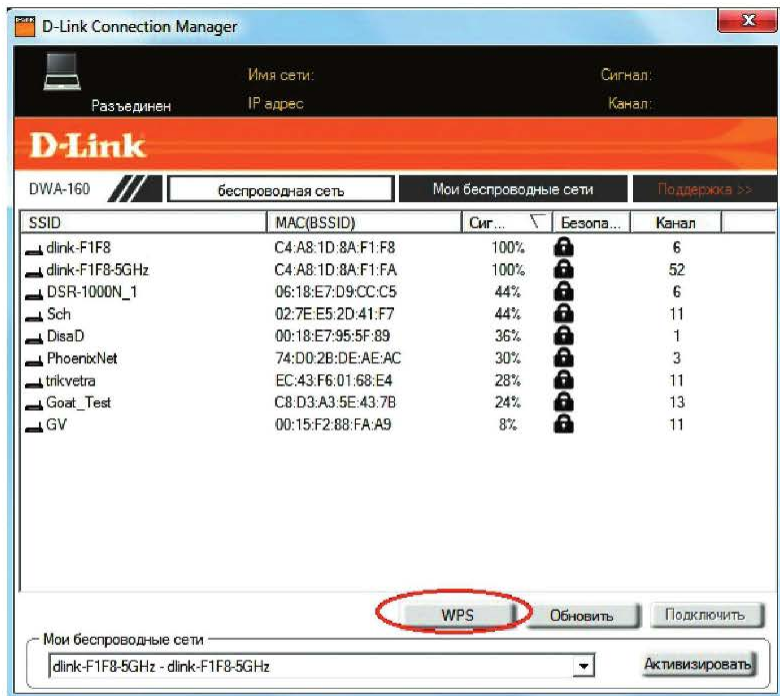 D-Link Connection Manager
Имя сети: Сигнал:
Разъединен IP адрес Канал:
D-Link
DWA-160 беспроводная сеть Мои беспроводные сети Поддержка >>
SSID MAC(BSSID) Сиг... Безопа... Канал
dlink-F1F8 C4:A8:1D:8A:F1:F8 100% 6
dlink-F1F8-5GHz C4:A8:1D:8A:F1:FA 100% 52
DSR-1000N_1 06:18:E7:D9:CC:C5 44% 6
Sch 02:7E:E5:2D:41:F7 44% 11
DisaD 00:18:E7:95:5F:89 36% 1
PhoenixNet 74:D0:2B:DE:AE:AC 30% 3
trikvetra EC:43:F6:01:68:E4 28% 11
Goat_Test C8:D3:A3:5E:43:7B 24% 13
GV 00:15:F2:88:FA:A9 8% 11
WPS Обновить Подключить
Мои беспроводные сети
dlink-F1F8-5GHz - dlink-F1F8-5GHz Активизировать